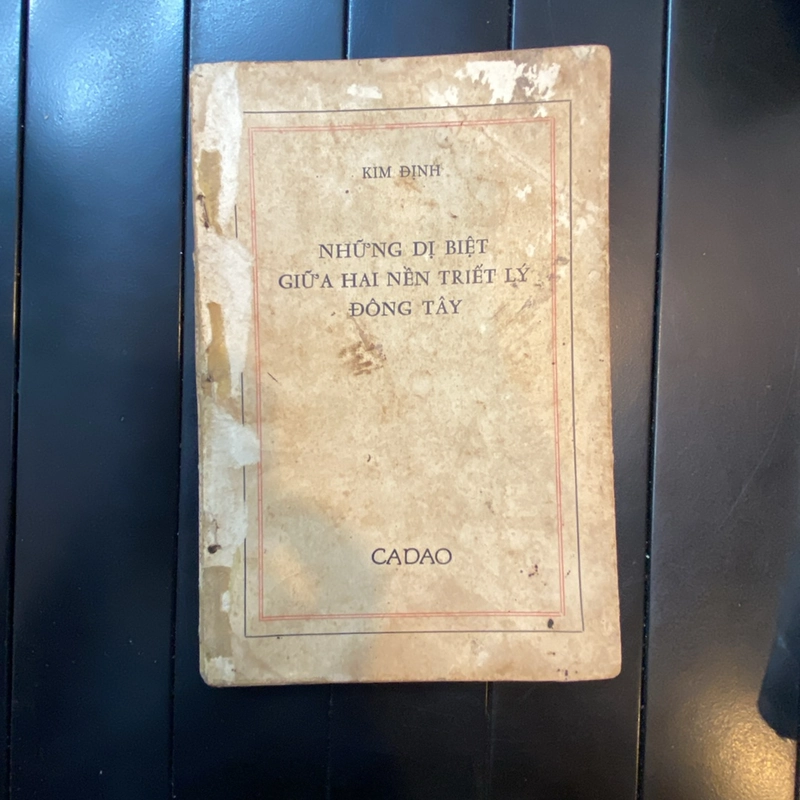 KIM ĐỊNH
NHỮNG DỊ BIỆT
GIỮA HAI NỀN TRIẾT LÝ
ĐÔNG TÂY
CADAO